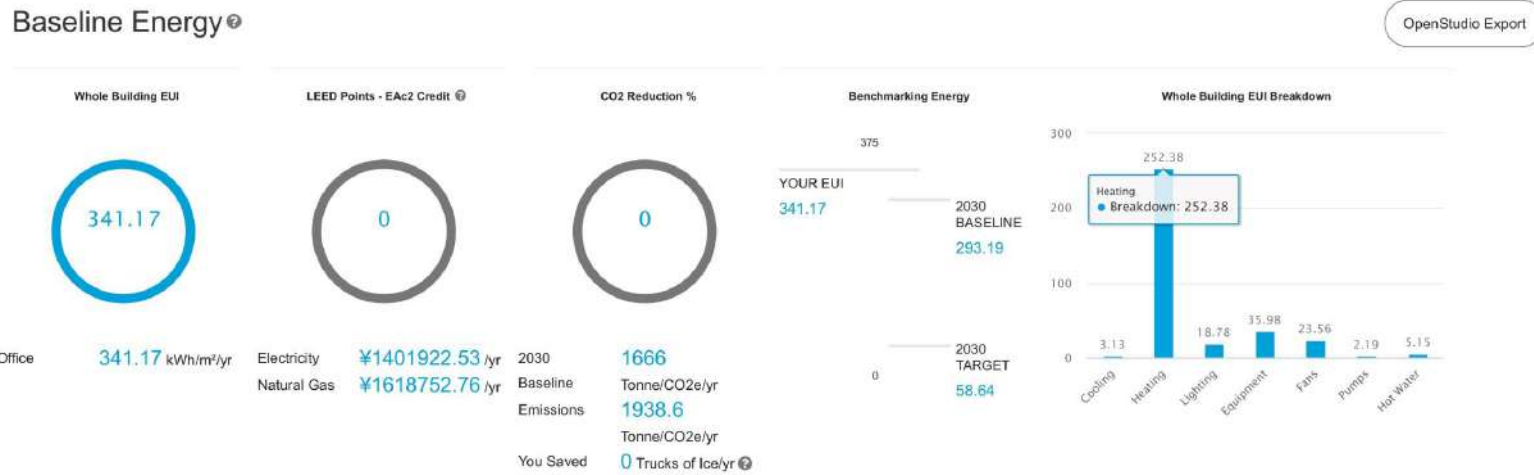 Baseline Energy
OpenStudio Export
Whole Building EUI
341.17
Office 341.17 kWh/m²/yr
LEED Points - EAc2 Credit
0
Electricity ¥1401922.53 /yr
Natural Gas ¥1618752.76 /yr
CO2 Reduction %
0
2030 1666
Baseline Tonne/CO2e/yr
Emissions 1938.6
Tonne/CO2e/yr
You Saved 0 Trucks of Ice/yr
Benchmarking Energy
375
YOUR EUI
341.17
2030
BASELINE
293.19
2030
TARGET
58.64
0
Whole Building EUI Breakdown
300
200
100
0
252.38
Heating
Breakdown: 252.38
3.13
18.78
35.98
23.56
2.19
5.15
Cooling
Heating
Lighting
Equipment
Fans
Pumps
Hot Water